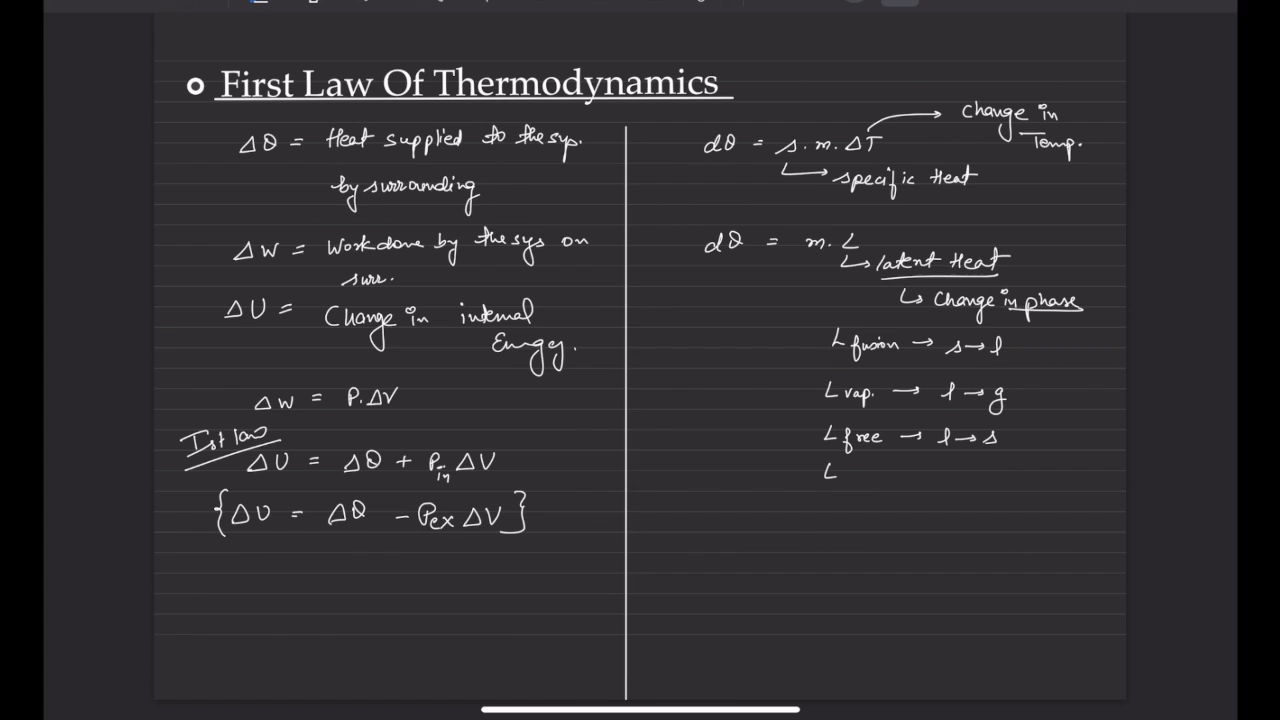 First Law Of Thermodynamics
ΔQ = Heat supplied to the sys.
by surrounding
ΔW = Workdone by the sys on
surr.
ΔU = Change in internal
Energy.
ΔW = P.ΔV
Ist law
ΔU = ΔQ + Pin ΔV
{ΔU = ΔQ - Pex ΔV}
Change in
Temp.
dQ = s.m.ΔT
specific Heat
dQ = m.L
latent Heat
Change in phase
L fusion → s→l
L vap. → l→g
L free → l→s
L